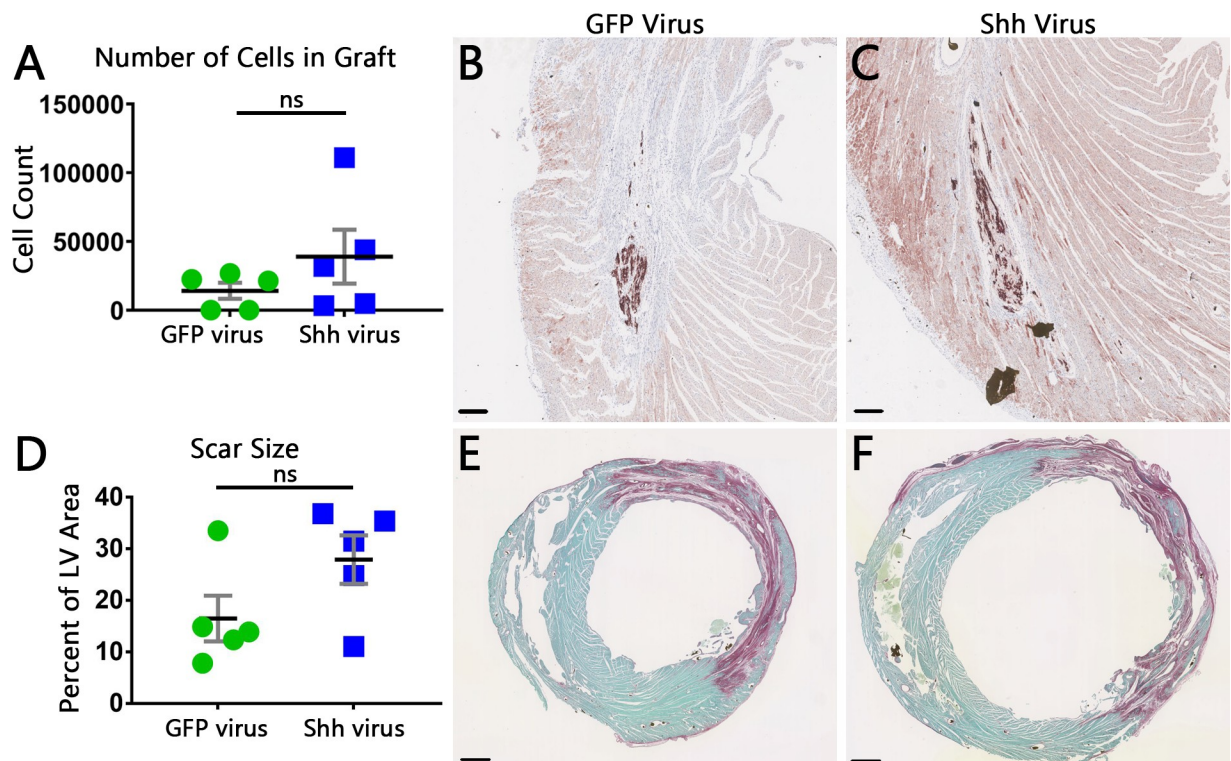 GFP Virus
Shh Virus
A
Number of Cells in Graft
ns
Cell Count
150000
100000
50000
0
GFP virus
Shh virus
B
C
D
Scar Size
ns
Percent of LV Area
40
30
20
10
0
GFP virus
Shh virus
E
F